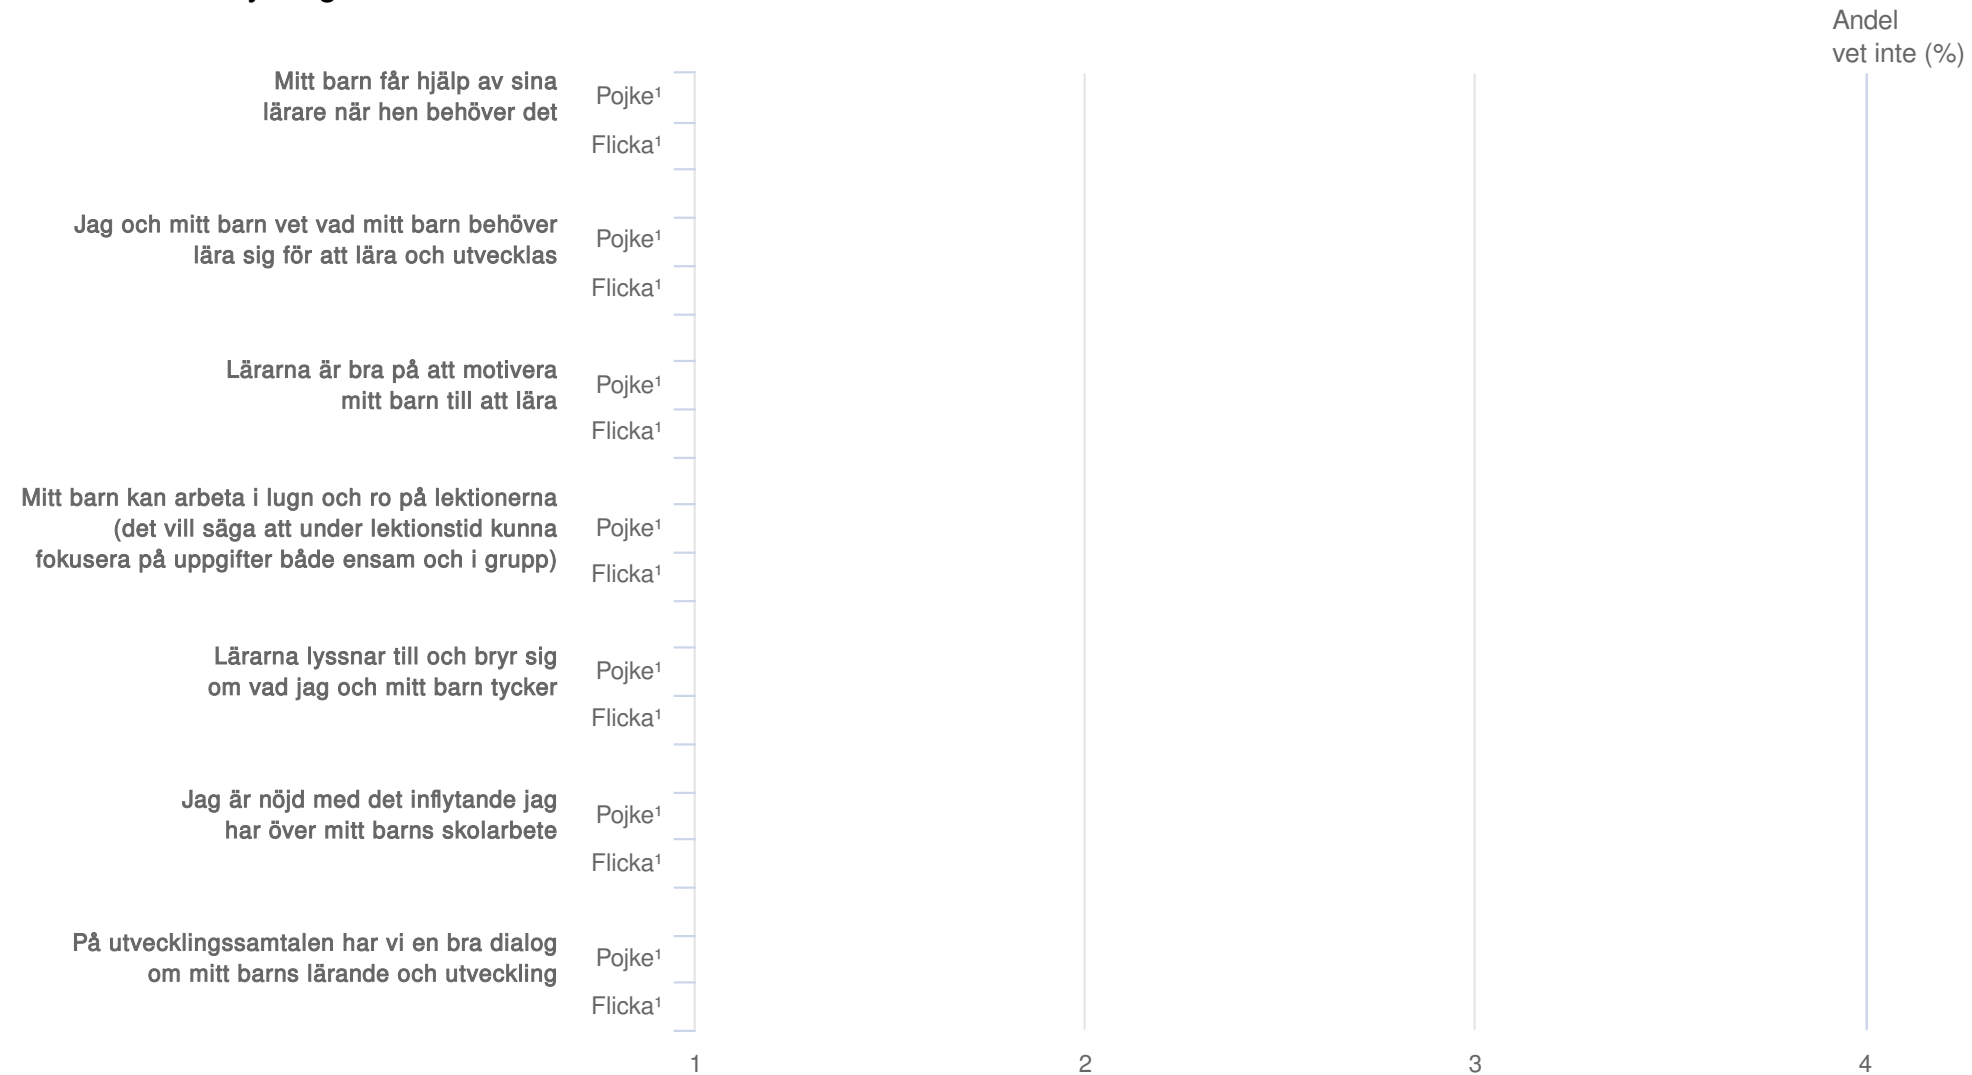 Andel
vet inte (%)
Mitt barn får hjälp av sina
lärare när hen behöver det
Pojke¹
Flicka¹
Jag och mitt barn vet vad mitt barn behöver
lära sig för att lära och utvecklas
Pojke¹
Flicka¹
Lärarna är bra på att motivera
mitt barn till att lära
Pojke¹
Flicka¹
Mitt barn kan arbeta i lugn och ro på lektionerna
(det vill säga att under lektionstid kunna
fokusera på uppgifter både ensam och i grupp)
Pojke¹
Flicka¹
Lärarna lyssnar till och bryr sig
om vad jag och mitt barn tycker
Pojke¹
Flicka¹
Jag är nöjd med det inflytande jag
har över mitt barns skolarbete
Pojke¹
Flicka¹
På utvecklingssamtalen har vi en bra dialog
om mitt barns lärande och utveckling
Pojke¹
Flicka¹
1 2 3 4